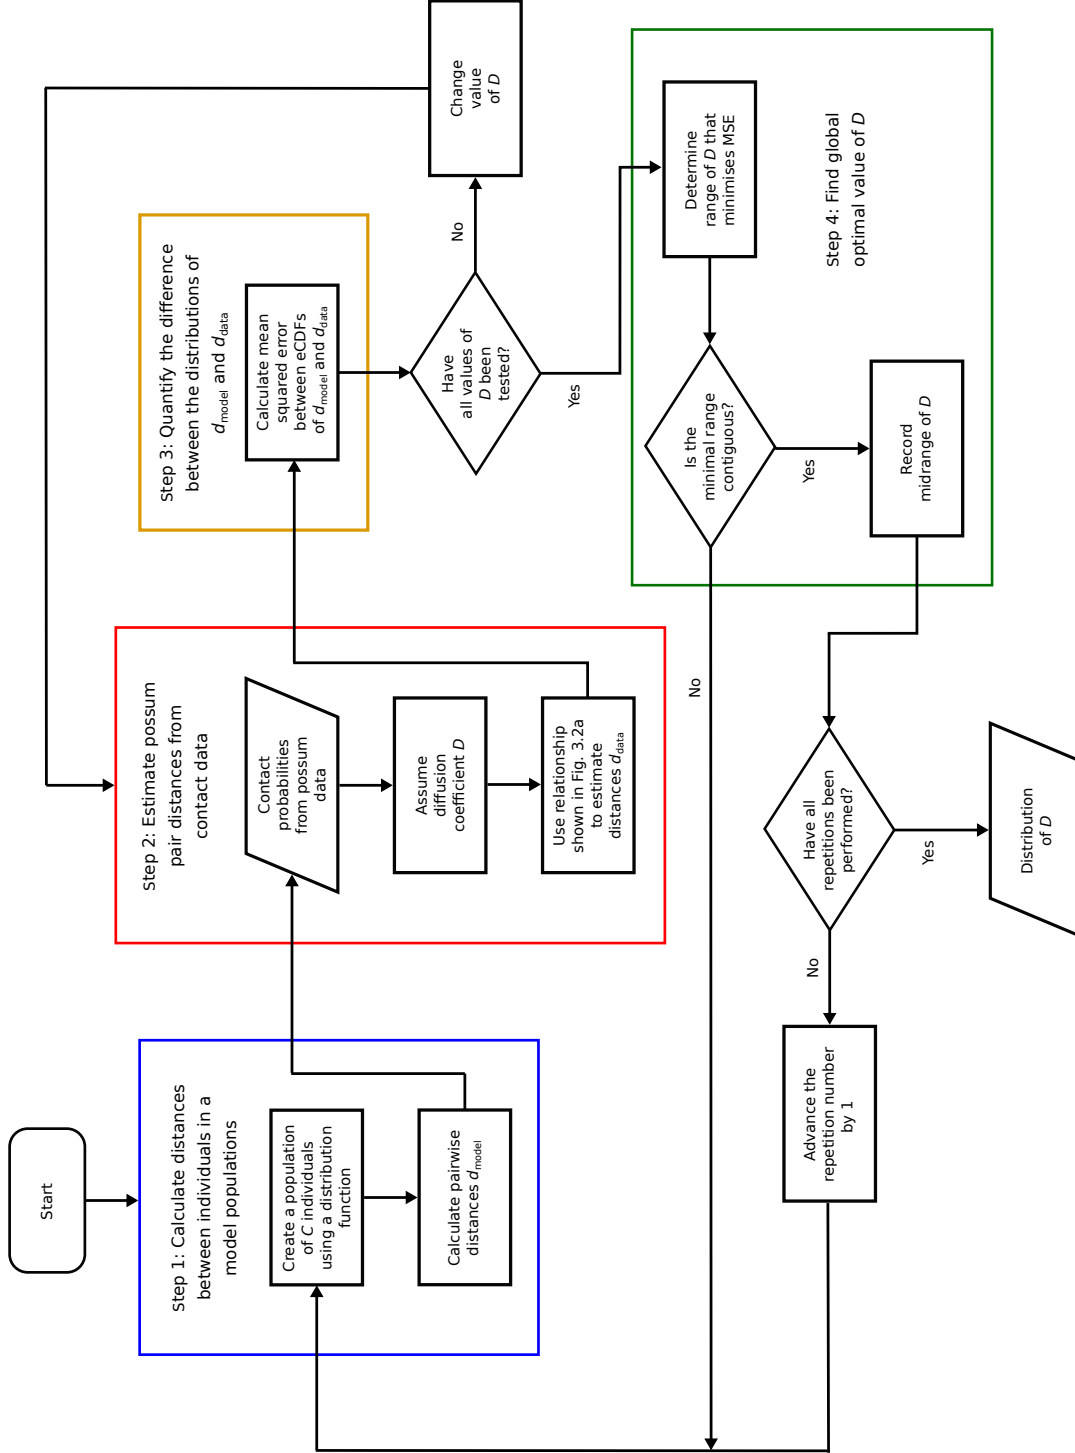 Start
Step 1: Calculate distances
between individuals in a
model populations
Create a population
of C individuals
using a distribution
function
Calculate pairwise
distances dmodel
Step 2: Estimate possum
pair distances from
contact data
Contact
probabilities
from possum
data
Assume
diffusion
coefficient D
Use relationship
shown in Fig. 3.2a
to estimate
distances ddata
Step 3: Quantify the difference
between the distributions of
dmodel and ddata
Calculate mean
squared error
between eCDFs
of dmodel and ddata
Have
all values of
D been
tested?
No
Change
value
of D
Yes
Determine
range of D that
minimises MSE
Step 4: Find global
optimal value of D
Is the
minimal range
contiguous?
No
Yes
Record
midrange of D
Have all
repetitions been
performed?
No
Advance the
repetition number
by 1
Yes
Distribution
of D